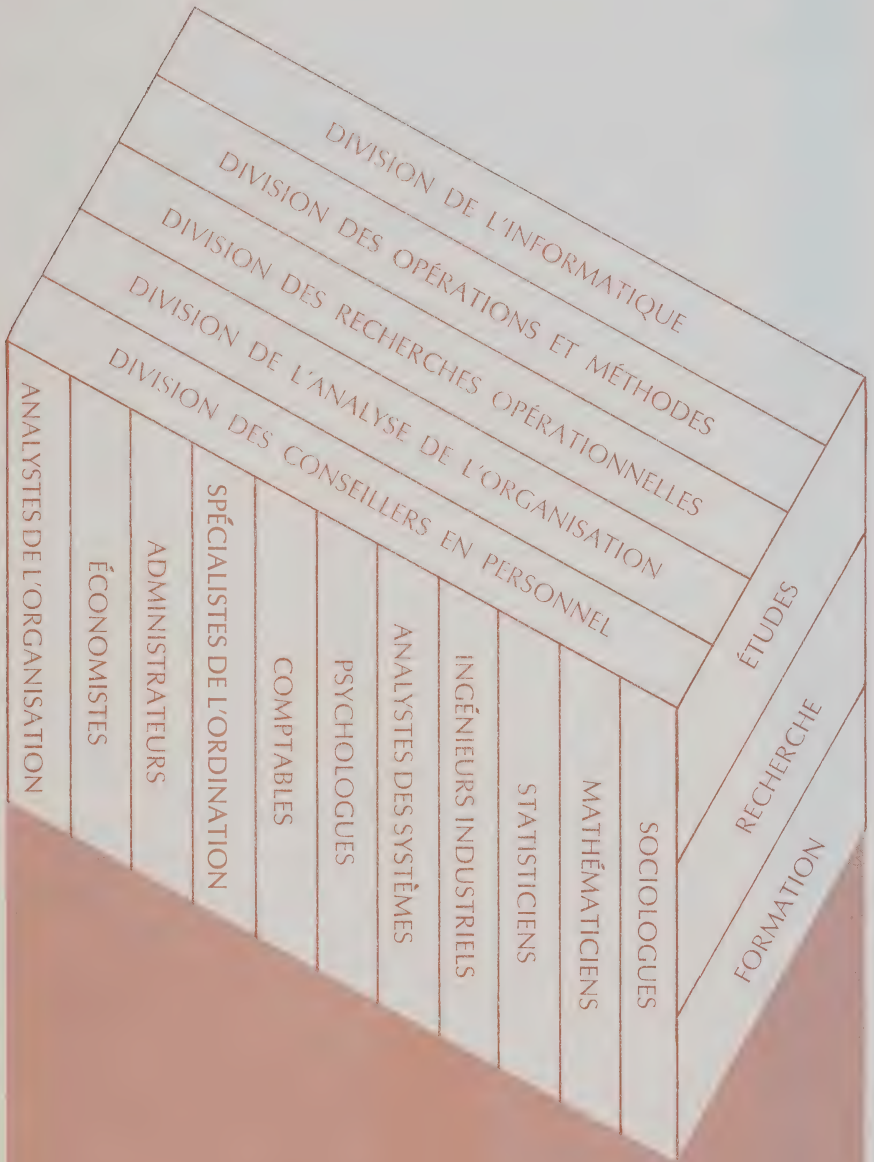 DIVISION DE L'INFORMATIQUE
DIVISION DES OPÉRATIONS ET MÉTHODES
DIVISION DES RECHERCHES OPÉRATIONNELLES
DIVISION DE L'ANALYSE DE L'ORGANISATION
DIVISION DES CONSEILLERS EN PERSONNEL
ANALYSTES DE L'ORGANISATION
ÉCONOMISTES
ADMINISTRATEURS
SPÉCIALISTES DE L'ORDINATION
COMPTABLES
PSYCHOLOGUES
ANALYSTES DES SYSTÈMES
INGÉNIEURS INDUSTRIELS
STATISTICIENS
MATHÉMATICIENS
SOCIOLOGUES
ÉTUDES
RECHERCHE
FORMATION